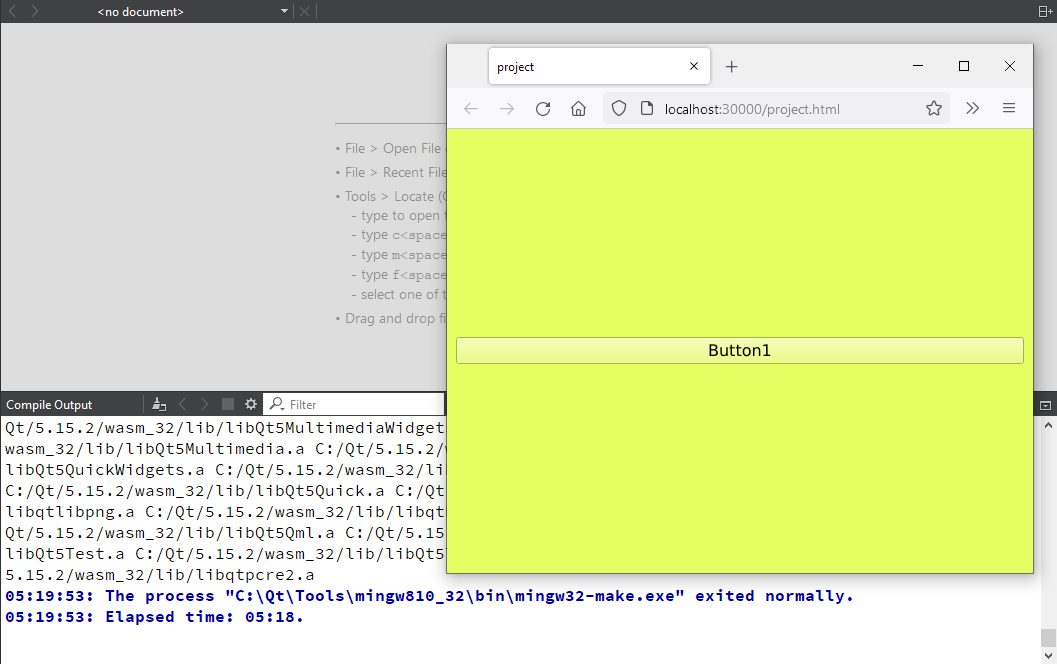 <no document>
project
localhost:30000/project.html
• File > Open File
• File > Recent File
• Tools > Locate (
- type to open
- type c<space
- type m<space
- type f<space
- select one of
• Drag and drop
Button1
Compile Output
Filter
Qt/5.15.2/wasm_32/lib/libQt5MultimediaWidget
wasm_32/lib/libQt5Multimedia.a C:/Qt/5.15.2/
libQt5QuickWidgets.a C:/Qt/5.15.2/wasm_32/li
C:/Qt/5.15.2/wasm_32/lib/libQt5Quick.a C:/Qt
libqtlibpng.a C:/Qt/5.15.2/wasm_32/lib/libqt
Qt/5.15.2/wasm_32/lib/libQt5Qml.a C:/Qt/5.15
libQt5Test.a C:/Qt/5.15.2/wasm_32/lib/libQt5
5.15.2/wasm_32/lib/libqtpcre2.a
05:19:53: The process "C:\Qt\Tools\mingw810_32\bin\mingw32-make.exe" exited normally.
05:19:53: Elapsed time: 05:18.